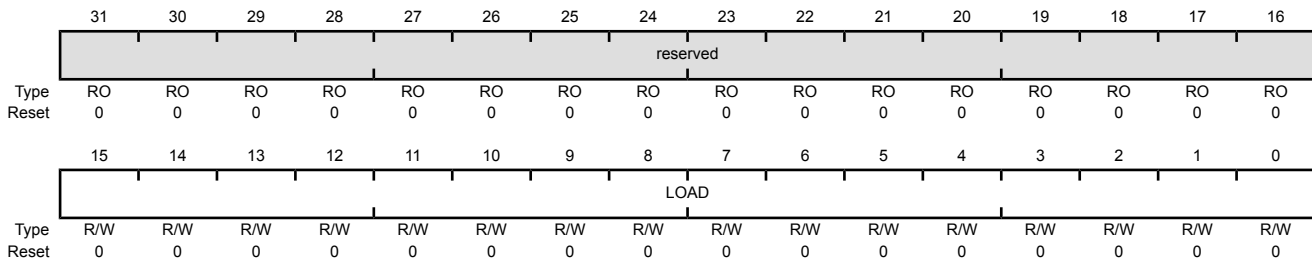 31 30 29 28 27 26 25 24 23 22 21 20 19 18 17 16
reserved
Type RO RO RO RO RO RO RO RO RO RO RO RO RO RO RO RO
Reset 0 0 0 0 0 0 0 0 0 0 0 0 0 0 0 0
15 14 13 12 11 10 9 8 7 6 5 4 3 2 1 0
LOAD
Type R/W R/W R/W R/W R/W R/W R/W R/W R/W R/W R/W R/W R/W R/W R/W R/W
Reset 0 0 0 0 0 0 0 0 0 0 0 0 0 0 0 0